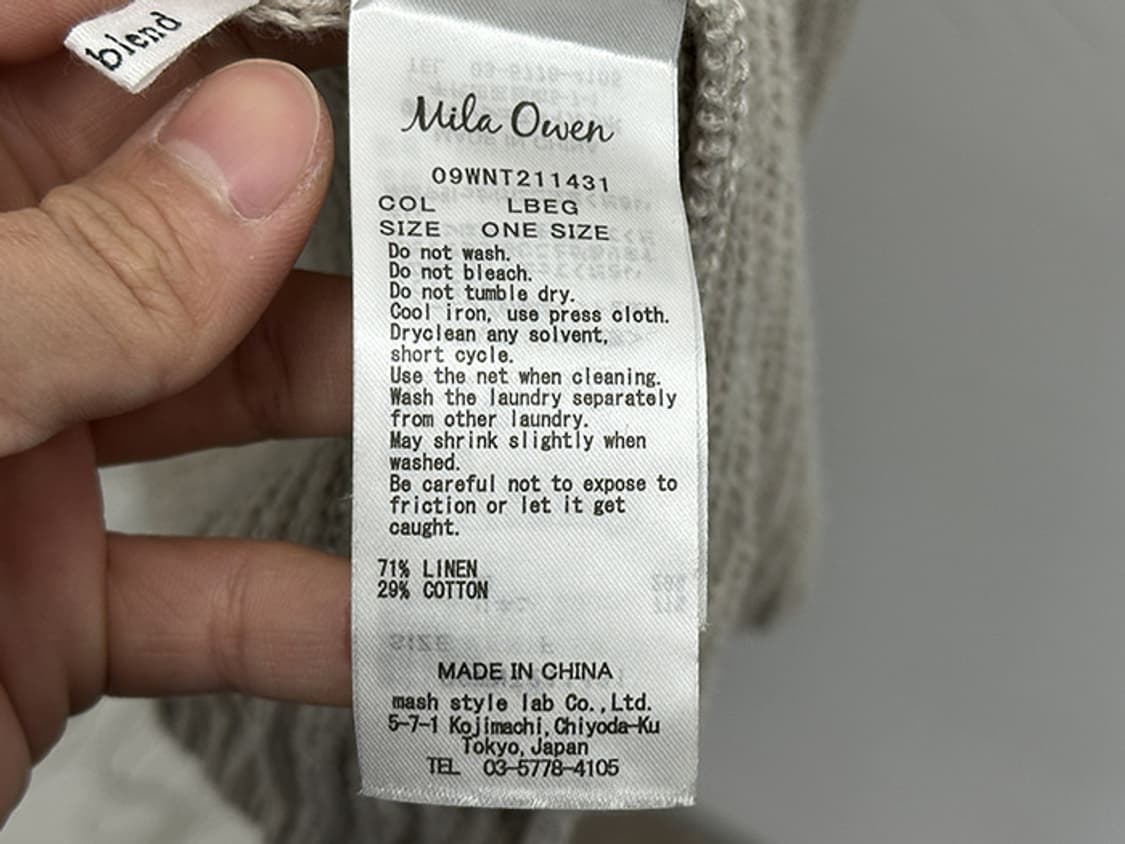 blend
Mila Owen
09WNT211431
COL LBEG
SIZE ONE SIZE
Do not wash.
Do not bleach.
Do not tumble dry.
Cool iron, use press cloth.
Dryclean any solvent,
short cycle.
Use the net when cleaning.
Wash the laundry separately
from other laundry.
May shrink slightly when
washed.
Be careful not to expose to
friction or let it get
caught.
71% LINEN
29% COTTON
MADE IN CHINA
mash style lab Co.,Ltd.
5-7-1 Kojimachi,Chiyoda-Ku
Tokyo,Japan
TEL 03-5778-4105